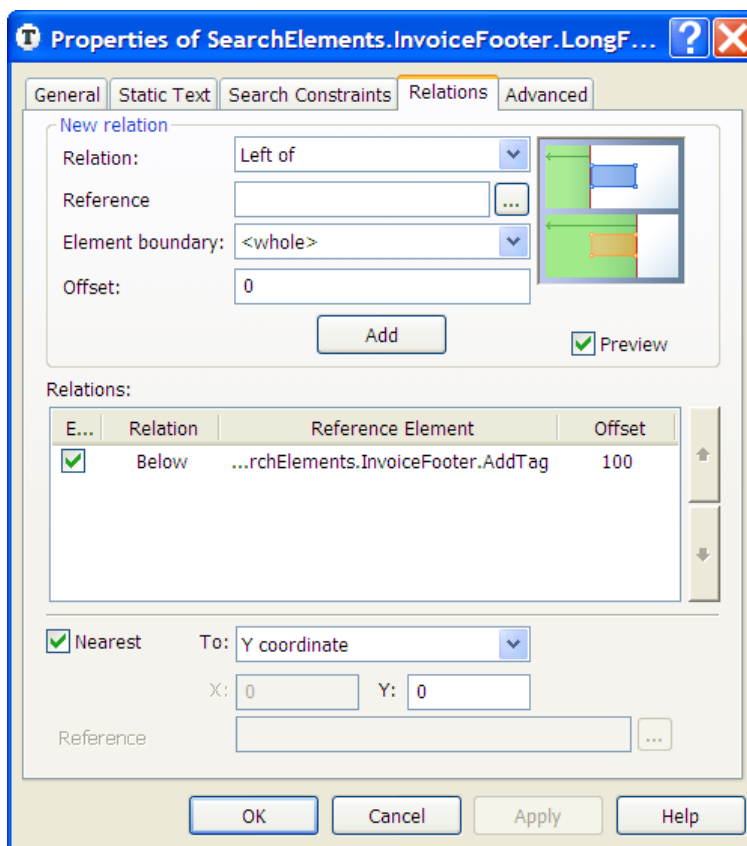 Properties of SearchElements.InvoiceFooter.LongF...
General Static Text Search Constraints Relations Advanced
New relation
Relation: Left of
Reference ...
Element boundary: <whole>
Offset: 0
Add
Preview
Relations:
E... Relation Reference Element Offset
Below ...rchElements.InvoiceFooter.AddTag 100
Nearest To: Y coordinate
X: 0 Y: 0
Reference ...
OK Cancel Apply Help